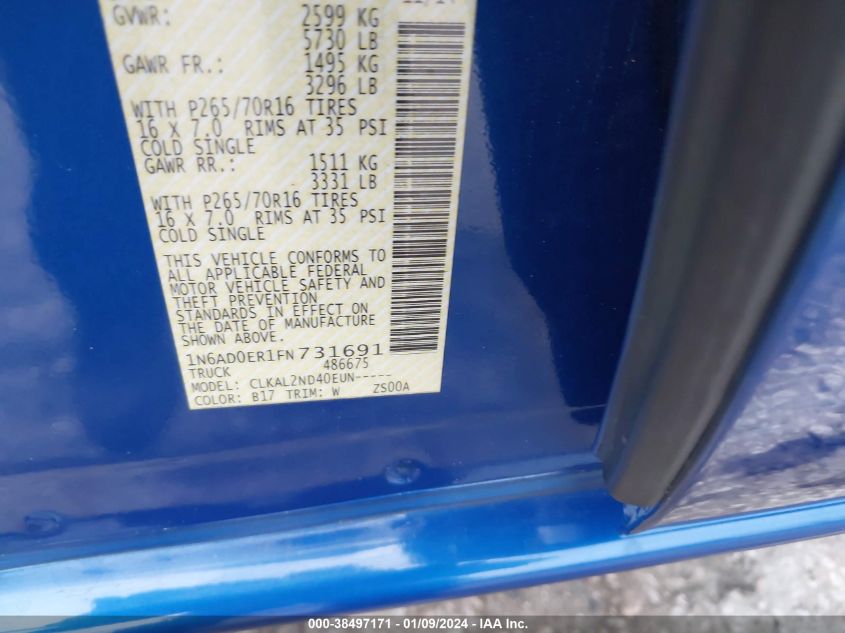 GVWR: 2599 KG
5730 LB
GAWR FR.: 1495 KG
3296 LB
WITH P265/70R16 TIRES
16 X 7.0 RIMS AT 35 PSI
COLD SINGLE
GAWR RR.: 1511 KG
3331 LB
WITH P265/70R16 TIRES
16 X 7.0 RIMS AT 35 PSI
COLD SINGLE
THIS VEHICLE CONFORMS TO
ALL APPLICABLE FEDERAL
MOTOR VEHICLE SAFETY AND
THEFT PREVENTION
STANDARDS IN EFFECT ON
THE DATE OF MANUFACTURE
SHOWN ABOVE.
1N6AD0ER1FN731691
TRUCK 486675
MODEL: CLKAL2ND40EUN-----
COLOR: B17 TRIM: W ZS00A
000-38497171 - 01/09/2024 - IAA Inc.